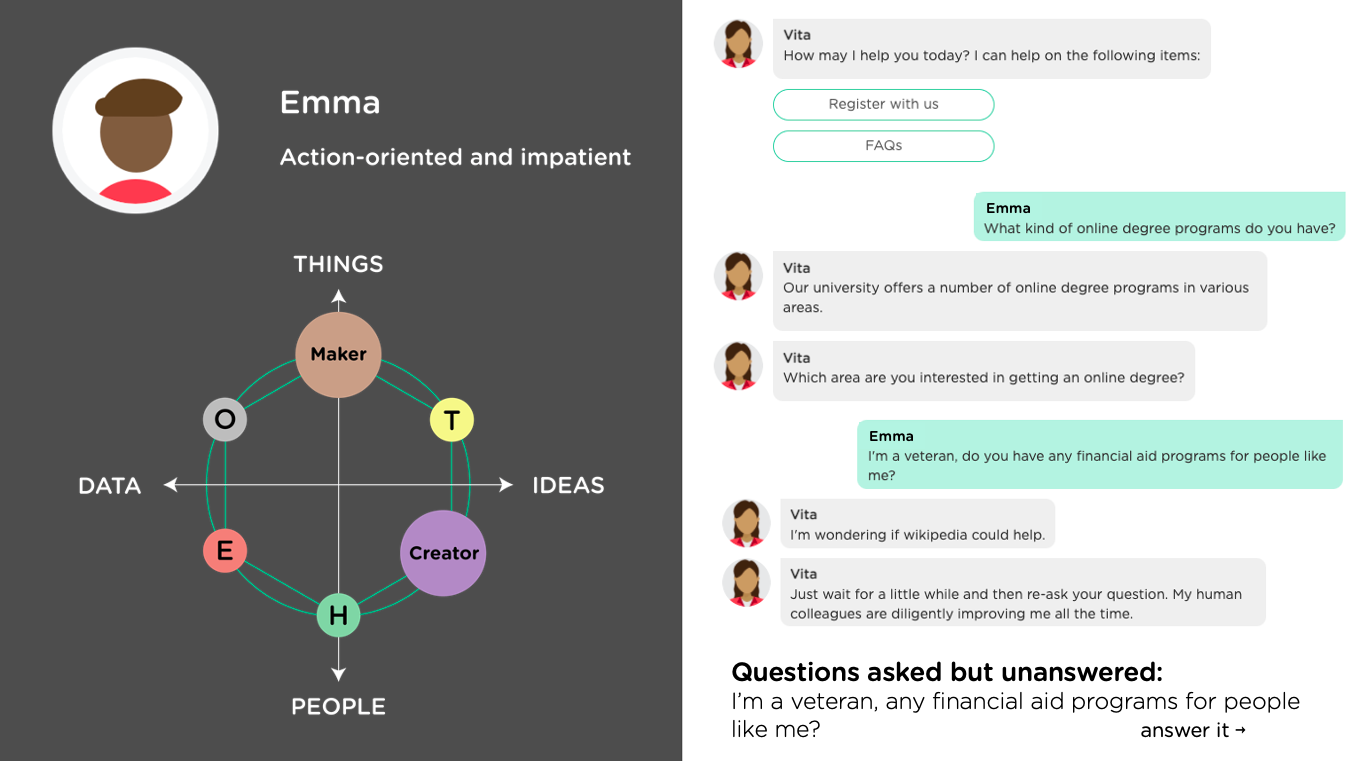 Emma
Action-oriented and impatient
THINGS
Maker
O
T
DATA
IDEAS
E
Creator
H
PEOPLE
Vita
How may I help you today? I can help on the following items:
Register with us
FAQs
Emma
What kind of online degree programs do you have?
Vita
Our university offers a number of online degree programs in various
areas.
Vita
Which area are you interested in getting an online degree?
Emma
I'm a veteran, do you have any financial aid programs for people like
me?
Vita
I'm wondering if wikipedia could help.
Vita
Just wait for a little while and then re-ask your question. My human
colleagues are diligently improving me all the time.
Questions asked but unanswered:
I’m a veteran, any financial aid programs for people
like me?
answer it →